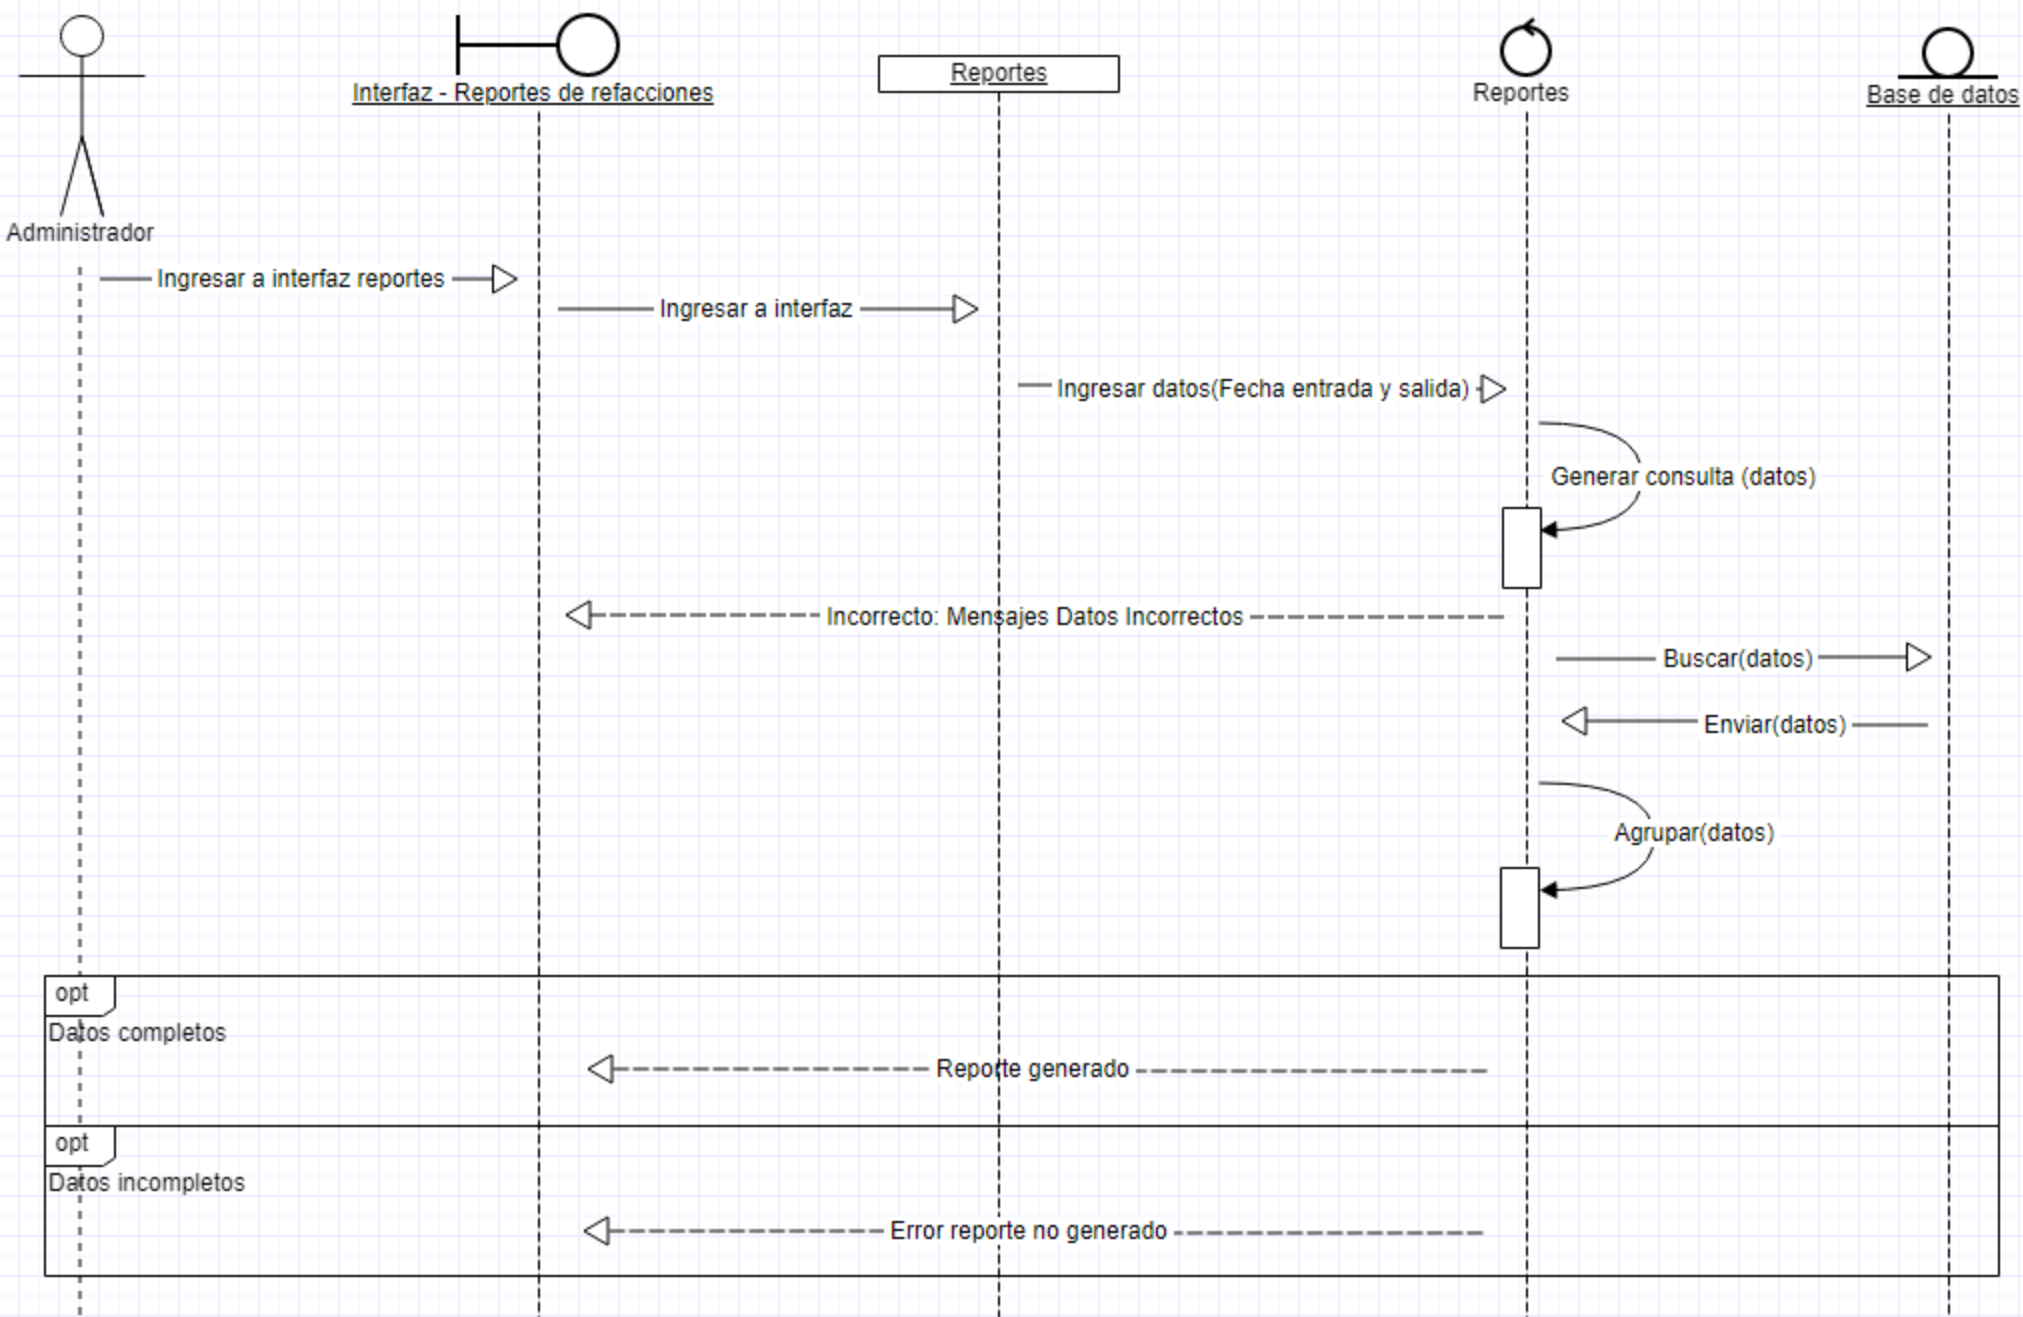 Interfaz - Reportes de refacciones
Reportes
Reportes
Base de datos
Administrador
Ingresar a interfaz reportes
Ingresar a interfaz
Ingresar datos(Fecha entrada y salida)
Generar consulta (datos)
Incorrecto: Mensajes Datos Incorrectos
Buscar(datos)
Enviar(datos)
Agrupar(datos)
opt
Datos completos
Reporte generado
opt
Datos incompletos
Error reporte no generado